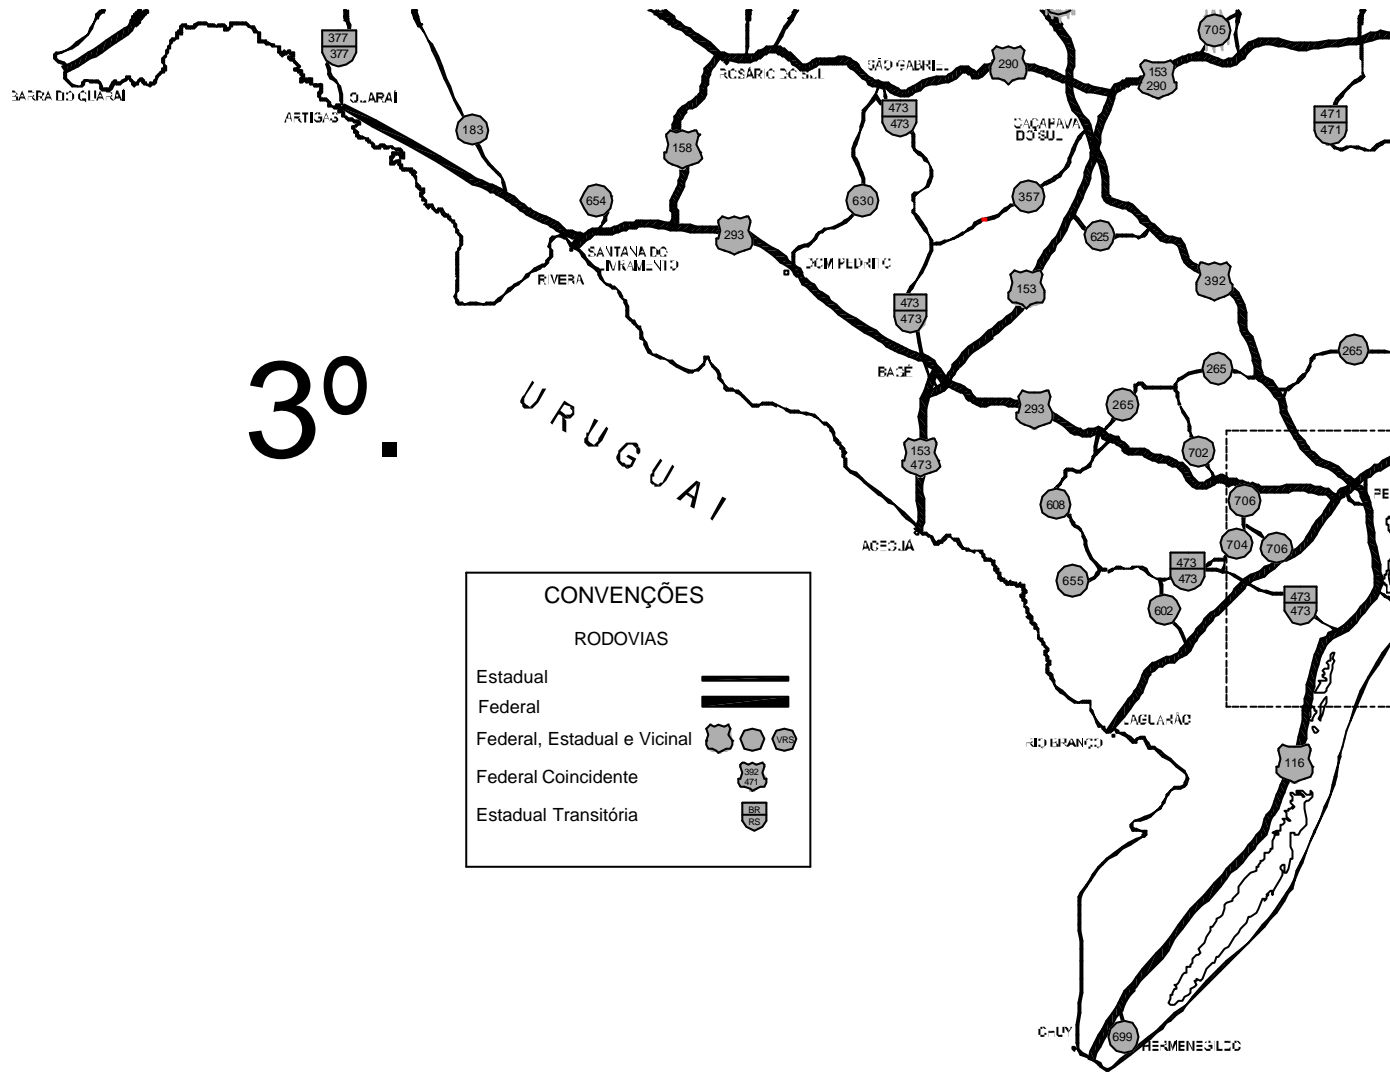 377
377
BARRA DO QUARAÍ
ARTIGAS
QUARAÍ
183
ROSÁRIO DO SUL
158
SÃO GABRIEL
290
473
473
CAÇAPAVA
DO SUL
705
153
290
471
471
654
630
357
625
293
SANTANA DO
LIVRAMENTO
RIVERA
DOM PEDRITO
153
392
473
473
BAGÉ
265
265
265
293
3º.
URUGUAI
153
473
702
608
706
704
706
PE
ACEGUÁ
655
473
473
602
473
473
JAGUARÃO
RIO BRANCO
116
CHUY
699
HERMENEGILDO
CONVENÇÕES
RODOVIAS
Estadual
Federal
Federal, Estadual e Vicinal
VRS
Federal Coincidente
392
471
Estadual Transitória
BR
RS